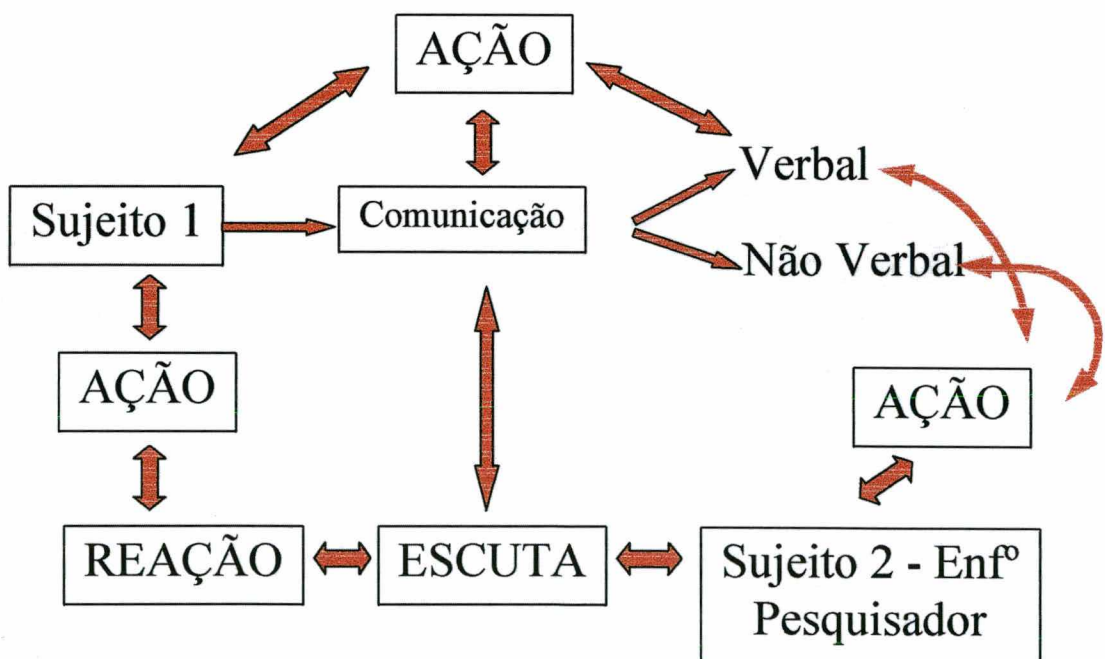 AÇÃO
Verbal
Sujeito 1
Comunicação
Não Verbal
AÇÃO
AÇÃO
REAÇÃO
ESCUTA
Sujeito 2 - Enfº
Pesquisador